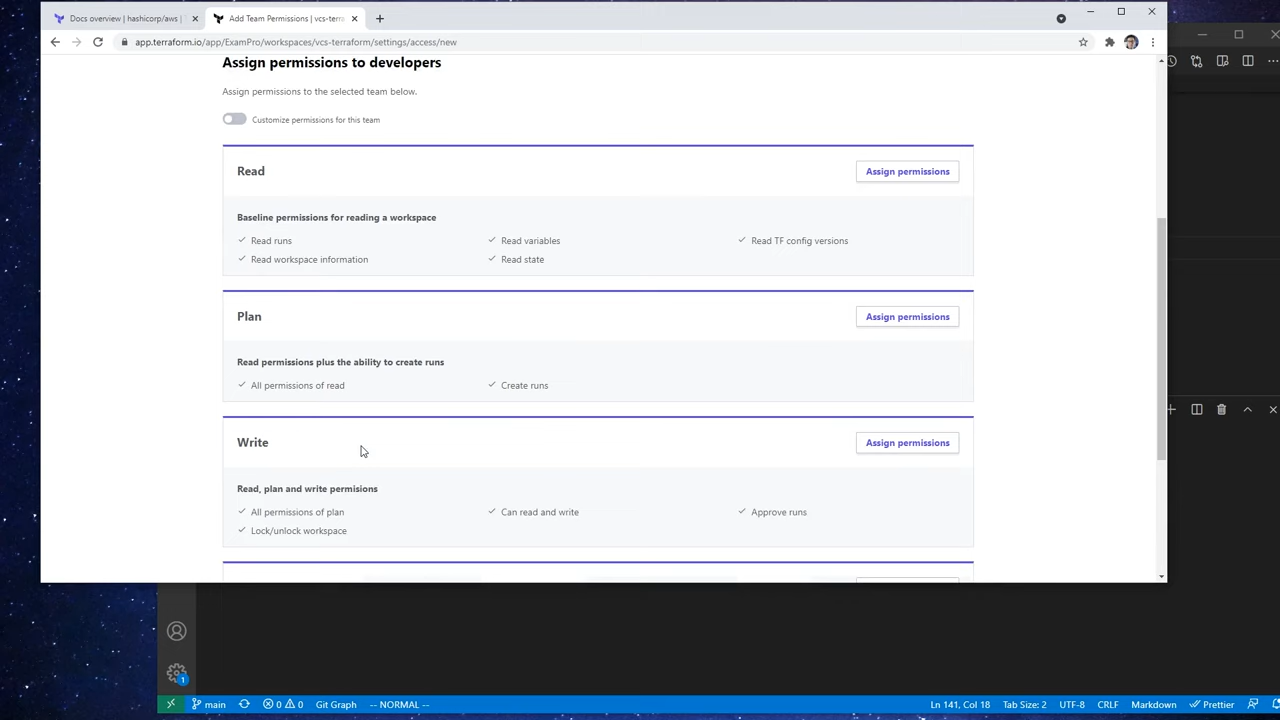 Docs overview | hashicorp/aws |
Add Team Permissions | vcs-terra
app.terraform.io/app/ExamPro/workspaces/vcs-terraform/settings/access/new
Assign permissions to developers
Assign permissions to the selected team below.
Customize permissions for this team
Read
Assign permissions
Baseline permissions for reading a workspace
Read runs
Read variables
Read TF config versions
Read workspace information
Read state
Plan
Assign permissions
Read permissions plus the ability to create runs
All permissions of read
Create runs
Write
Assign permissions
Read, plan and write permisions
All permissions of plan
Can read and write
Approve runs
Lock/unlock workspace
1
main
0
0
Git Graph
-- NORMAL --
Ln 141, Col 18
Tab Size: 2
UTF-8
CRLF
Markdown
Prettier